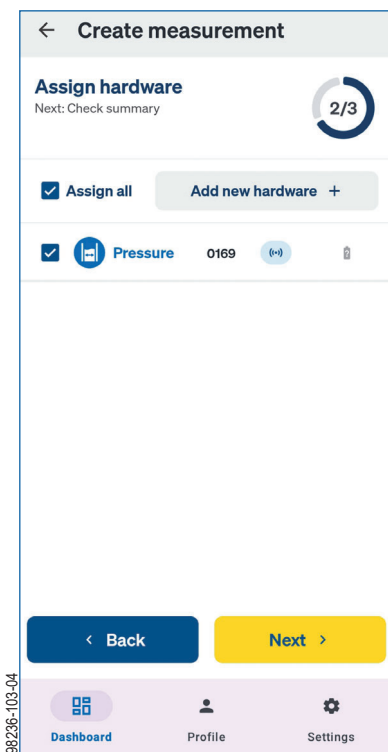 ← Create measurement
Assign hardware
Next: Check summary
2/3
Assign all
Add new hardware +
Pressure 0169
< Back
Next >
Dashboard Profile Settings
98236-103-04